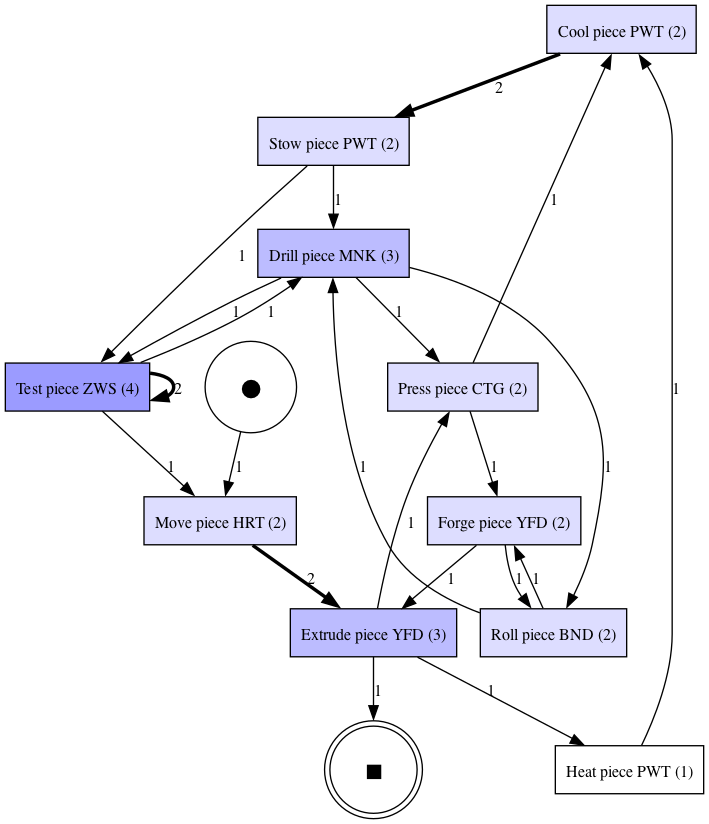 Cool piece PWT (2)
2
Stow piece PWT (2)
1
1
1
Drill piece MNK (3)
1
1
1
Test piece ZWS (4)
2
Press piece CTG (2)
1
1
1
1
1
1
Move piece HRT (2)
Forge piece YFD (2)
1
2
1
1
1
Extrude piece YFD (3)
Roll piece BND (2)
1
1
Heat piece PWT (1)